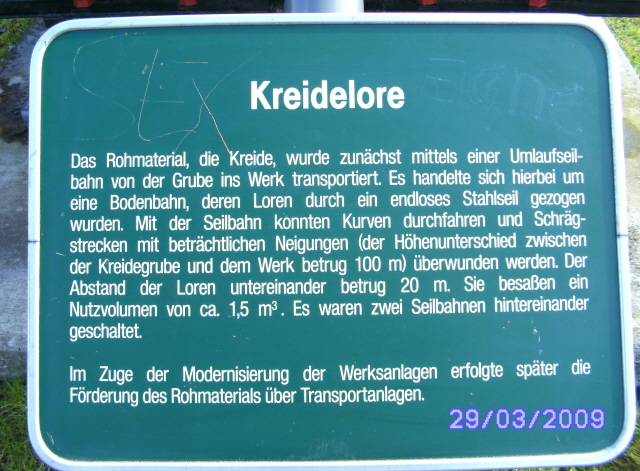 SEX
Kreidelore
Das Rohmaterial, die Kreide, wurde zunächst mittels einer Umlaufseil-
bahn von der Grube ins Werk transportiert. Es handelte sich hierbei um
eine Bodenbahn, deren Loren durch ein endloses Stahlseil gezogen
wurden. Mit der Seilbahn konnten Kurven durchfahren und Schräg-
strecken mit beträchtlichen Neigungen (der Höhenunterschied zwischen
der Kreidegrube und dem Werk betrug 100 m) überwunden werden. Der
Abstand der Loren untereinander betrug 20 m. Sie besaßen ein
Nutzvolumen von ca. 1,5 m³. Es waren zwei Seilbahnen hintereinander
geschaltet.
Im Zuge der Modernisierung der Werksanlagen erfolgte später die
Förderung des Rohmaterials über Transportanlagen.
29/03/2009